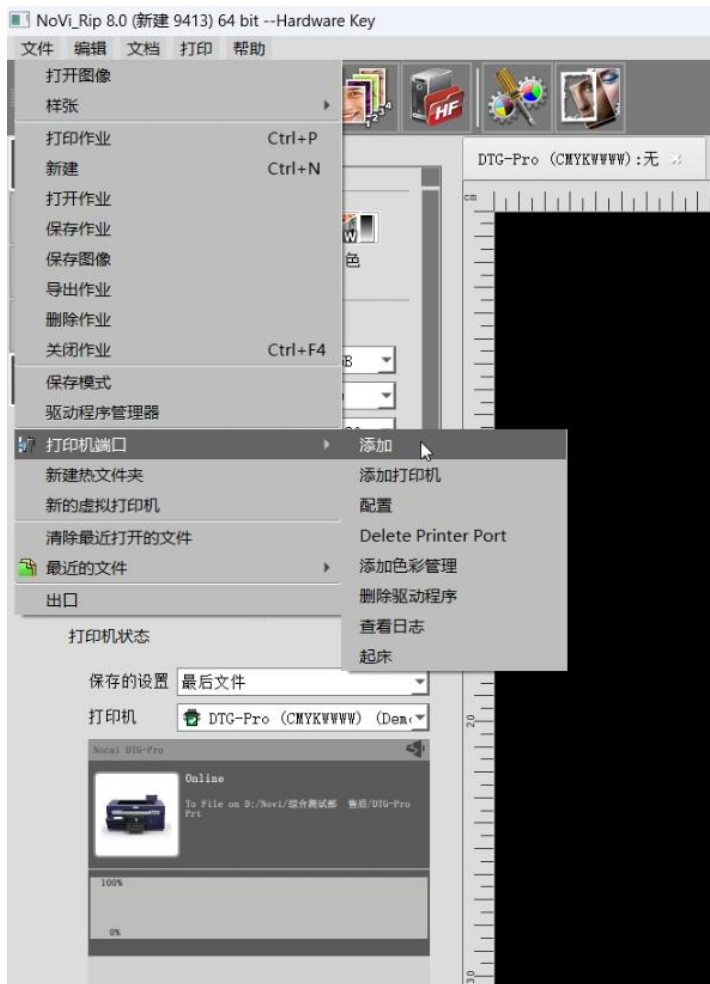 NoVi_Rip 8.0 (新建 9413) 64 bit --Hardware Key
文件 编辑 文档 打印 帮助
打开图像
样张
打印作业 Ctrl+P
新建 Ctrl+N
打开作业
保存作业
保存图像
导出作业
删除作业
关闭作业 Ctrl+F4
保存模式
驱动程序管理器
打印机端口
新建热文件夹
新的虚拟打印机
清除最近打开的文件
最近的文件
出口
添加
添加打印机
配置
Delete Printer Port
添加色彩管理
删除驱动程序
查看日志
起床
HF
DTG-Pro (CMYKWWWW):无
cm
W
色
20
30
打印机状态
保存的设置 最后文件
打印机 DTG-Pro (CMYKWWWW)
Nocai DTG-Pro
Online
To File on D:/Novi/综合测试部 售后/DTG-Pro
Prt
100%
0%